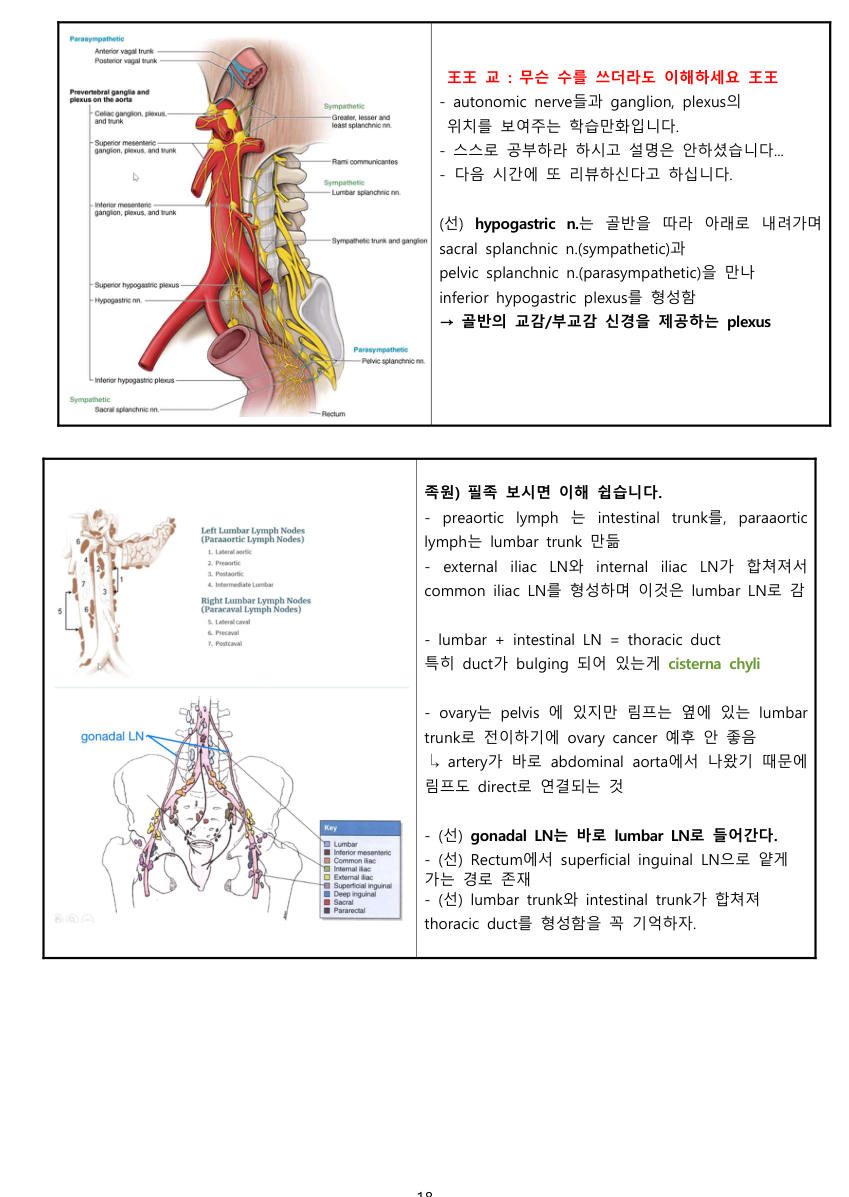 Parasympathetic
Anterior vagal trunk
Posterior vagal trunk
Prevertebral ganglia and
plexus on the aorta
Celiac ganglion, plexus,
and trunk
Superior mesenteric
ganglion, plexus, and trunk
Inferior mesenteric
ganglion, plexus, and trunk
Superior hypogastric plexus
Hypogastric nn.
Inferior hypogastric plexus
Sympathetic
Sacral splanchnic nn.
Sympathetic
Greater, lesser and
least splanchnic nn.
Rami communicantes
Sympathetic
Lumbar splanchnic nn.
Sympathetic trunk and ganglion
Parasympathetic
Pelvic splanchnic nn.
Rectum
王王 교 : 무슨 수를 쓰더라도 이해하세요 王王
- autonomic nerve들과 ganglion, plexus의
위치를 보여주는 학습만화입니다.
- 스스로 공부하라 하시고 설명은 안하셨습니다...
- 다음 시간에 또 리뷰하신다고 하십니다.
(선) hypogastric n.는 골반을 따라 아래로 내려가며
sacral splanchnic n.(sympathetic)과
pelvic splanchnic n.(parasympathetic)을 만나
inferior hypogastric plexus를 형성함
→ 골반의 교감/부교감 신경을 제공하는 plexus
6
4
2
1
7
3
5
6
Left Lumbar Lymph Nodes
(Paraaortic Lymph Nodes)
1. Lateral aortic
2. Preaortic
3. Postaortic
4. Intermediate Lumbar
Right Lumbar Lymph Nodes
(Paracaval Lymph Nodes)
5. Lateral caval
6. Precaval
7. Postcaval
gonadal LN
Key
Lumbar
Inferior mesenteric
Common iliac
Internal iliac
External iliac
Superficial inguinal
Deep inguinal
Sacral
Pararectal
족원) 필족 보시면 이해 쉽습니다.
- preaortic lymph 는 intestinal trunk를, paraaortic
lymph는 lumbar trunk 만듦
- external iliac LN와 internal iliac LN가 합쳐져서
common iliac LN를 형성하며 이것은 lumbar LN로 감
- lumbar + intestinal LN = thoracic duct
특히 duct가 bulging 되어 있는게 cisterna chyli
- ovary는 pelvis 에 있지만 림프는 옆에 있는 lumbar
trunk로 전이하기에 ovary cancer 예후 안 좋음
↳ artery가 바로 abdominal aorta에서 나왔기 때문에
림프도 direct로 연결되는 것
- (선) gonadal LN는 바로 lumbar LN로 들어간다.
- (선) Rectum에서 superficial inguinal LN으로 얕게
가는 경로 존재
- (선) lumbar trunk와 intestinal trunk가 합쳐져
thoracic duct를 형성함을 꼭 기억하자.
18